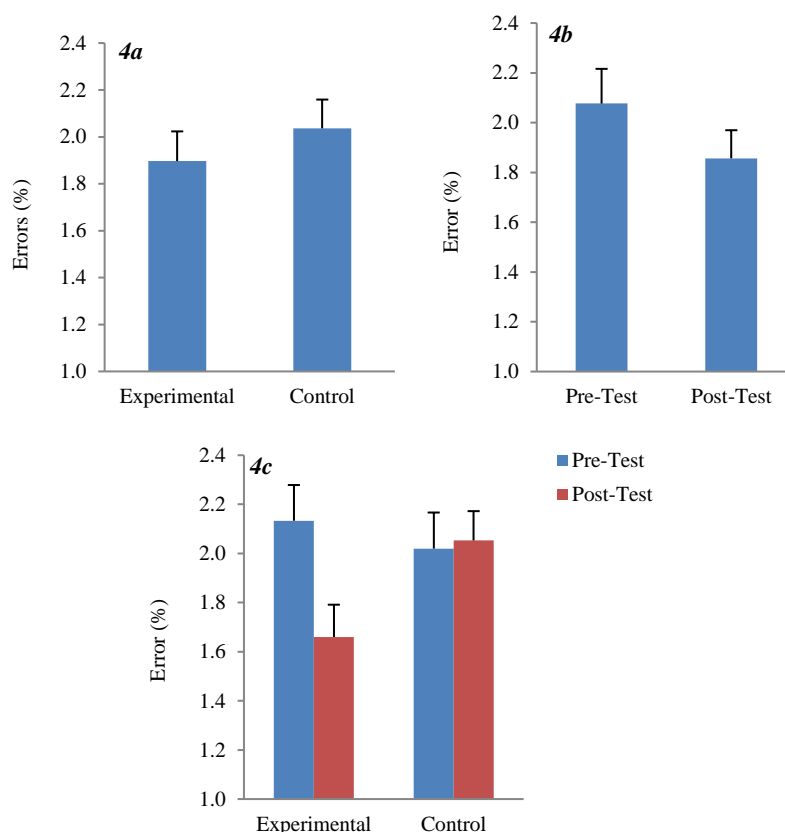 4a
2.4
2.2
2.0
1.8
1.6
1.4
1.2
1.0
Errors (%)
Experimental Control
4b
2.4
2.2
2.0
1.8
1.6
1.4
1.2
1.0
Error (%)
Pre-Test Post-Test
4c
2.4
2.2
2.0
1.8
1.6
1.4
1.2
1.0
Error (%)
Experimental Control
Pre-Test
Post-Test